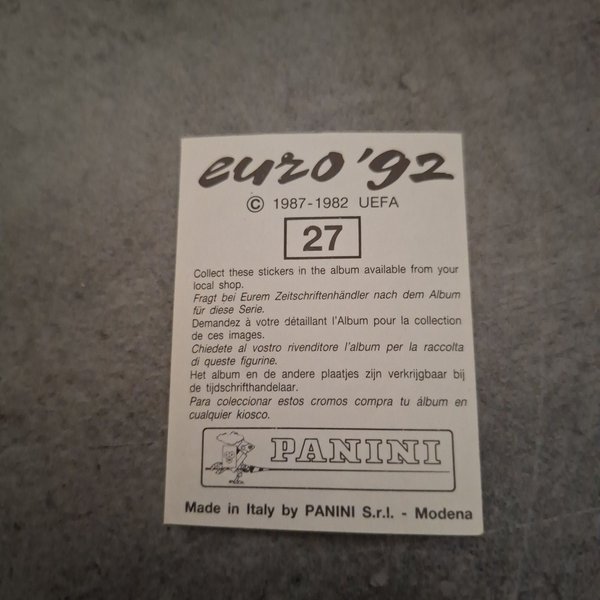 euro '92
© 1987-1982 UEFA
27
Collect these stickers in the album available from your
local shop.
Fragt bei Eurem Zeitschriftenhändler nach dem Album
für diese Serie.
Demandez à votre détaillant l'Album pour la collection
de ces images.
Chiedete al vostro rivenditore l'album per la raccolta
di queste figurine.
Het album en de andere plaatjes zijn verkrijgbaar bij
de tijdschrifthandelaar.
Para coleccionar estos cromos compra tu álbum en
cualquier kiosco.
PANINI
Made in Italy by PANINI S.r.l. - Modena